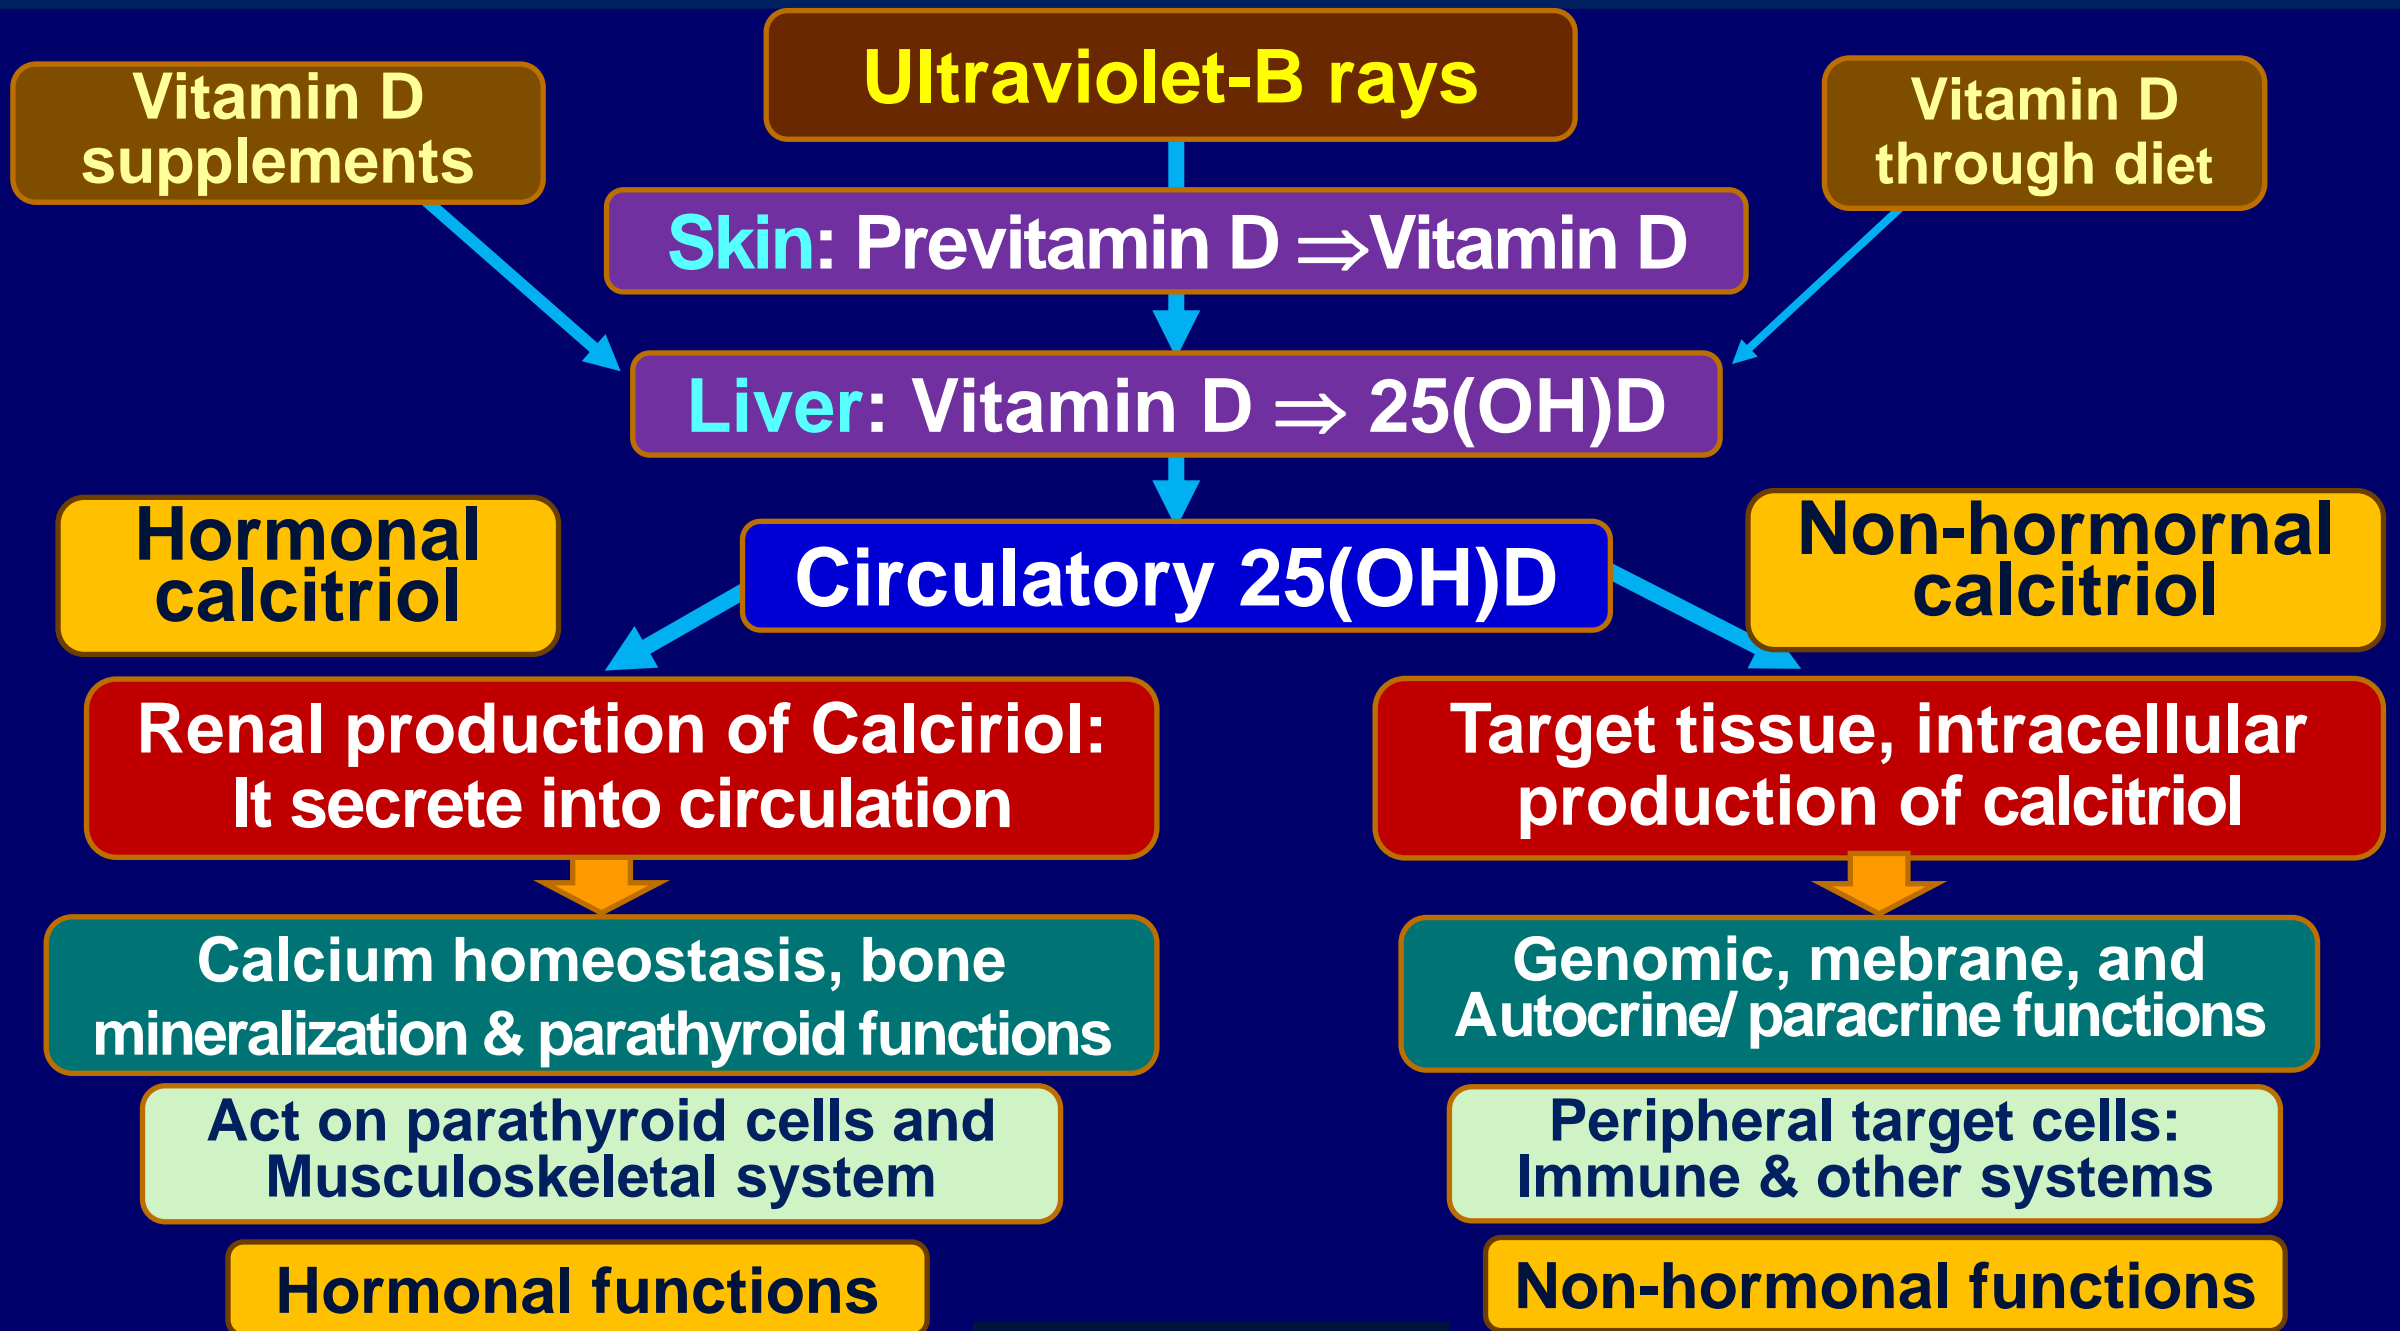 Ultraviolet-B rays
Vitamin D
supplements
Vitamin D
through diet
Skin: Previtamin D ⇒Vitamin D
Liver: Vitamin D ⇒ 25(OH)D
Hormonal
calcitriol
Circulatory 25(OH)D
Non-hormornal
calcitriol
Renal production of Calciriol:
It secrete into circulation
Target tissue, intracellular
production of calcitriol
Calcium homeostasis, bone
mineralization & parathyroid functions
Genomic, mebrane, and
Autocrine/ paracrine functions
Act on parathyroid cells and
Musculoskeletal system
Peripheral target cells:
Immune & other systems
Hormonal functions
Non-hormonal functions